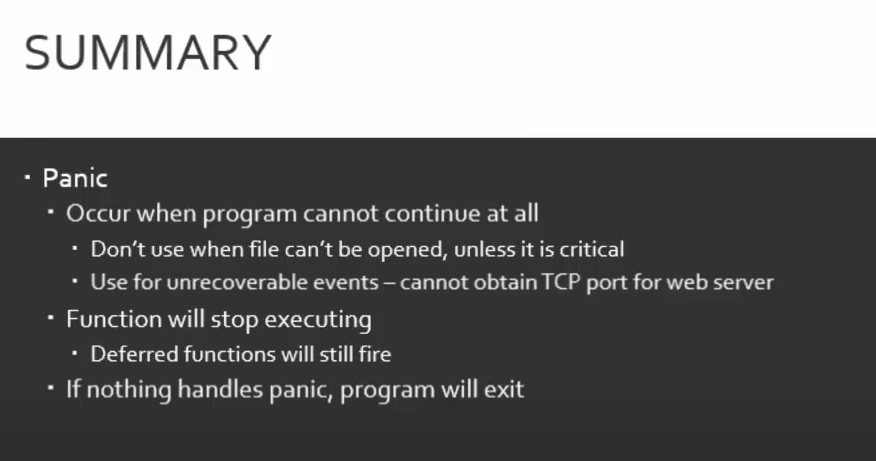 SUMMARY
▪ Panic
▪ Occur when program cannot continue at all
▪ Don't use when file can't be opened, unless it is critical
▪ Use for unrecoverable events – cannot obtain TCP port for web server
▪ Function will stop executing
▪ Deferred functions will still fire
▪ If nothing handles panic, program will exit